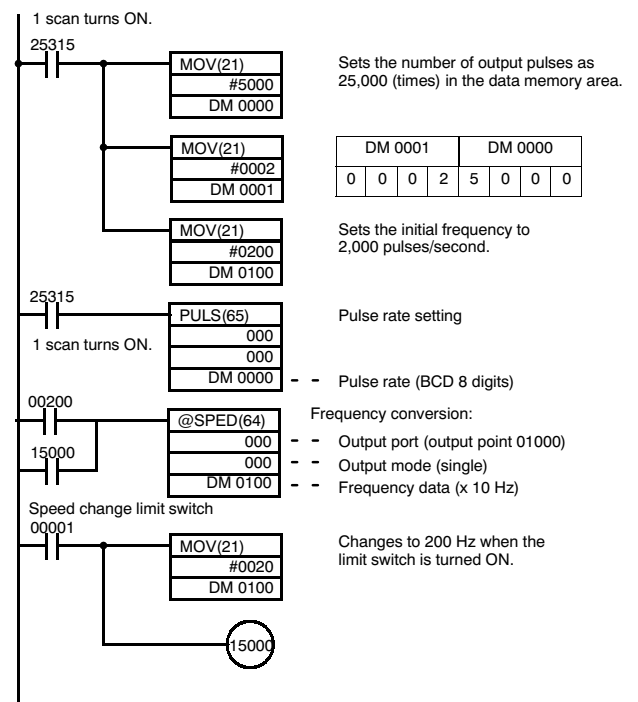 1 scan turns ON.
25315
MOV(21)
#5000
DM 0000
Sets the number of output pulses as
25,000 (times) in the data memory area.
MOV(21)
#0002
DM 0001
DM 0001 DM 0000
0 0 0 2 5 0 0 0
MOV(21)
#0200
DM 0100
Sets the initial frequency to
2,000 pulses/second.
25315
1 scan turns ON.
PULS(65)
000
000
DM 0000
Pulse rate setting
- - Pulse rate (BCD 8 digits)
00200
15000
@SPED(64)
000
000
DM 0100
Frequency conversion:
- - Output port (output point 01000)
- - Output mode (single)
- - Frequency data (x 10 Hz)
Speed change limit switch
00001
MOV(21)
#0020
DM 0100
Changes to 200 Hz when the
limit switch is turned ON.
15000